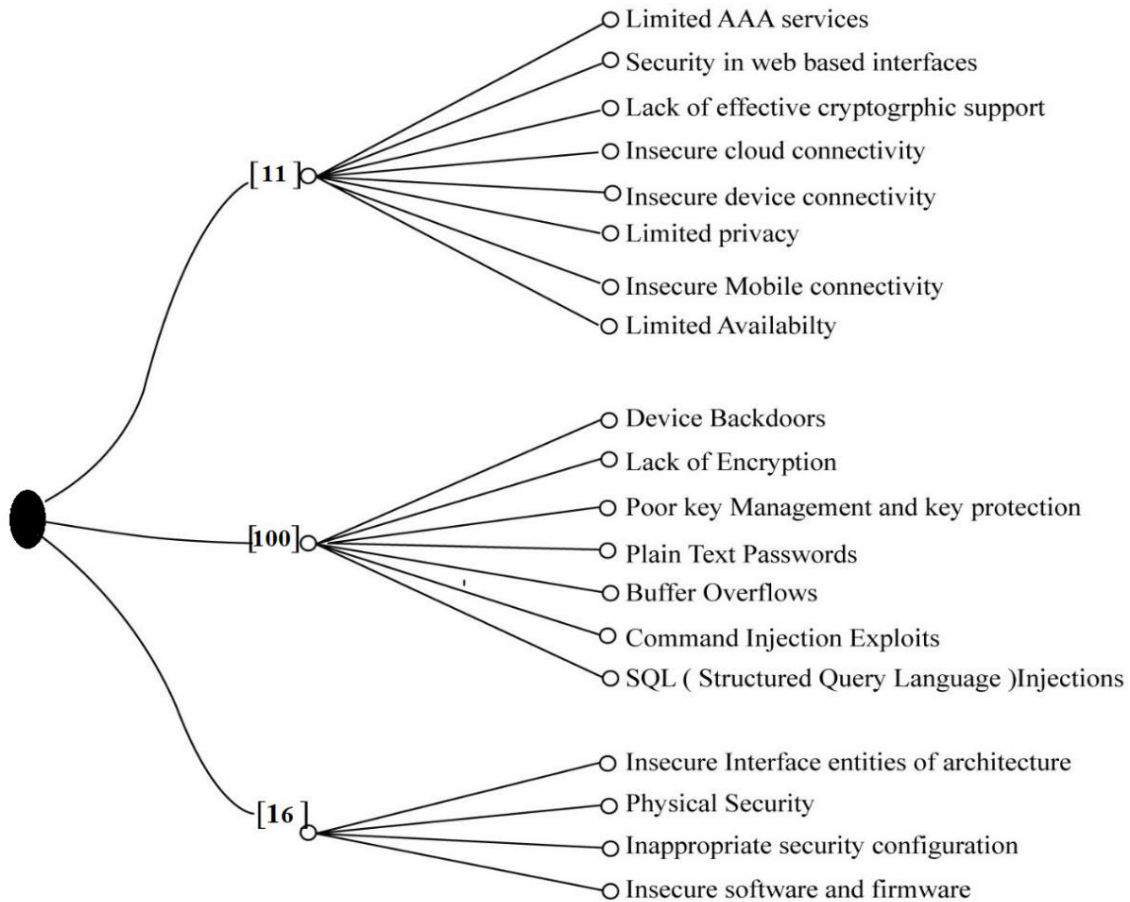 Limited AAA services
Security in web based interfaces
Lack of effective cryptogrphic support
[ 11 ]
Insecure cloud connectivity
Insecure device connectivity
Limited privacy
Insecure Mobile connectivity
Limited Availabilty
Device Backdoors
Lack of Encryption
Poor key Management and key protection
[100]
Plain Text Passwords
Buffer Overflows
Command Injection Exploits
SQL ( Structured Query Language )Injections
Insecure Interface entities of architecture
Physical Security
[16 ]
Inappropriate security configuration
Insecure software and firmware